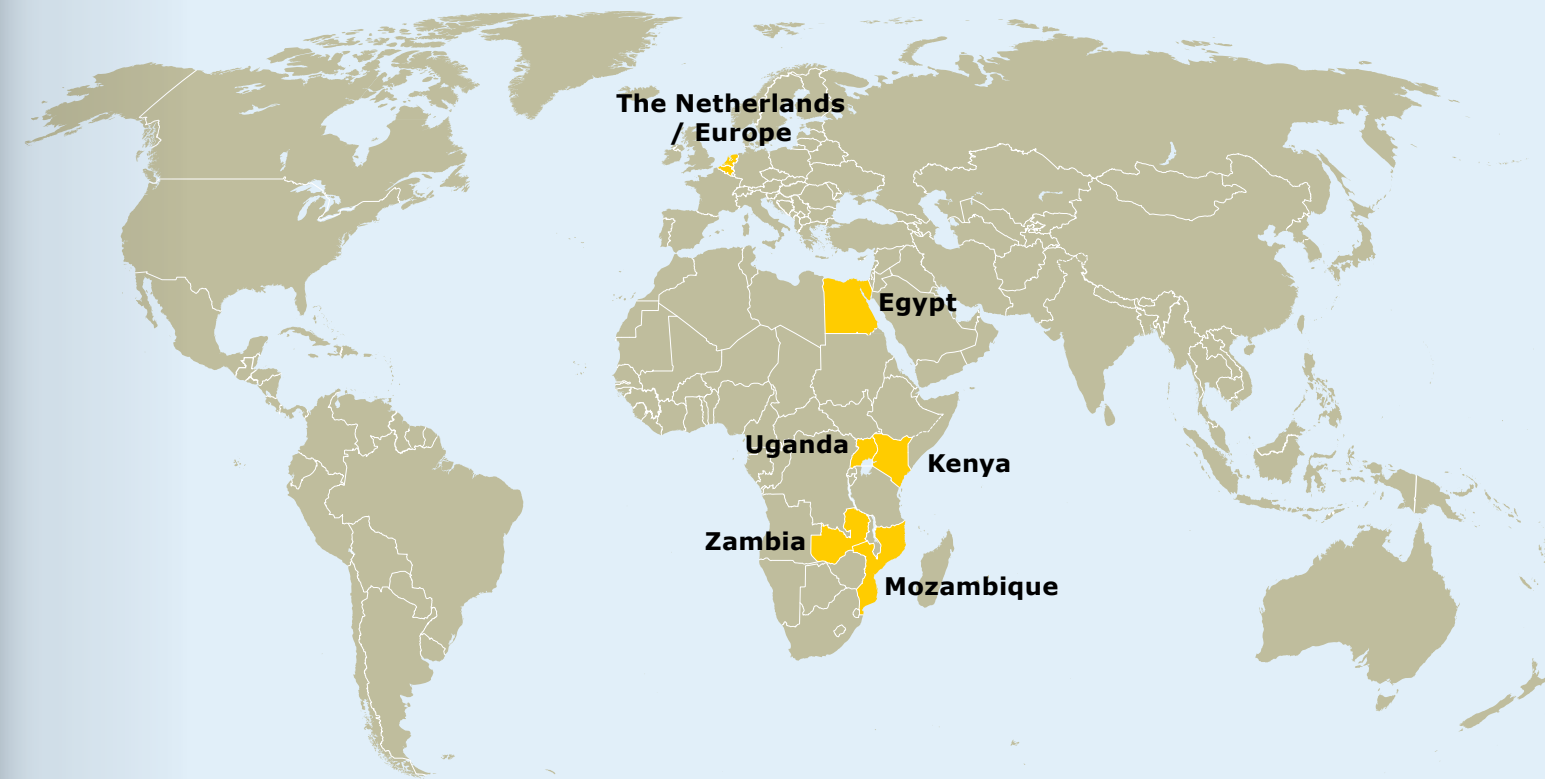 The Netherlands
/ Europe
Egypt
Uganda
Kenya
Zambia
Mozambique